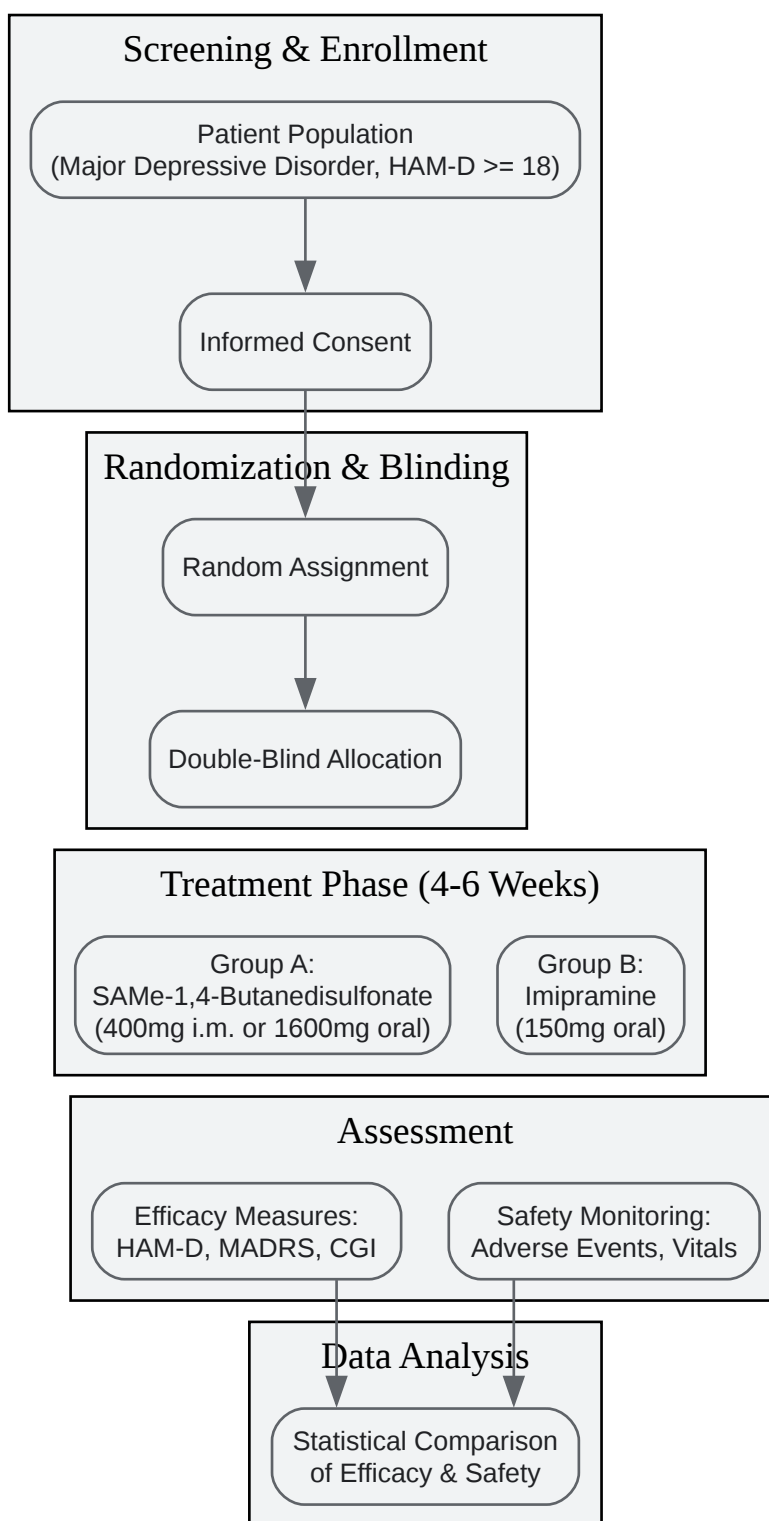 Screening & Enrollment
Patient Population
(Major Depressive Disorder, HAM-D >= 18)
Informed Consent
Randomization & Blinding
Random Assignment
Double-Blind Allocation
Treatment Phase (4-6 Weeks)
Group A:
SAMe-1,4-Butanedisulfonate
(400mg i.m. or 1600mg oral)
Group B:
Imipramine
(150mg oral)
Assessment
Efficacy Measures:
HAM-D, MADRS, CGI
Safety Monitoring:
Adverse Events, Vitals
Data Analysis
Statistical Comparison
of Efficacy & Safety